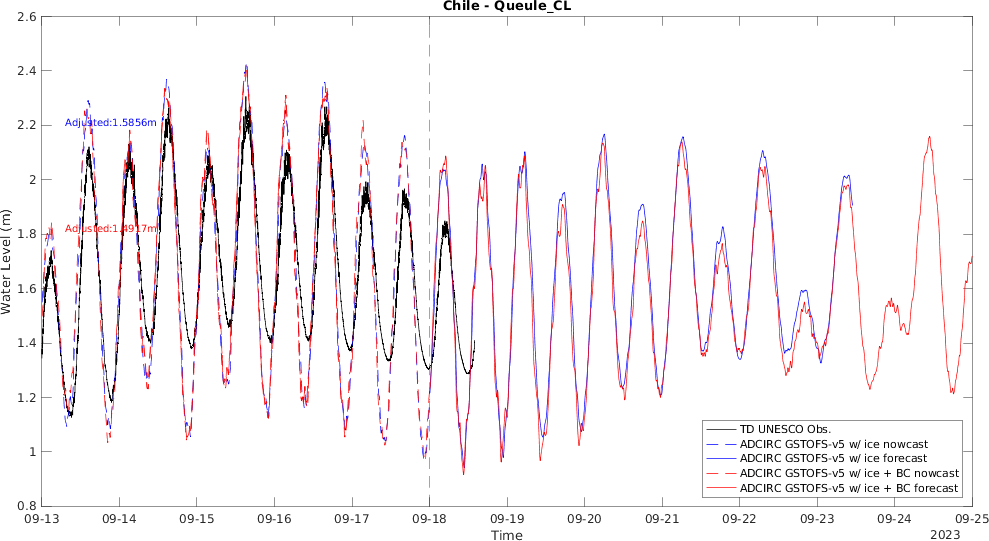 Chile - Queule_CL
2.6
2.4
2.2
2
1.8
1.6
1.4
1.2
1
0.8
Water Level (m)
Adjusted:1.5856m
Adjusted:1.4917m
TD UNESCO Obs.
ADCIRC GSTOFS-v5 w/ ice nowcast
ADCIRC GSTOFS-v5 w/ ice forecast
ADCIRC GSTOFS-v5 w/ ice + BC nowcast
ADCIRC GSTOFS-v5 w/ ice + BC forecast
09-13 09-14 09-15 09-16 09-17 09-18 09-19 09-20 09-21 09-22 09-23 09-24 09-25
Time
2023